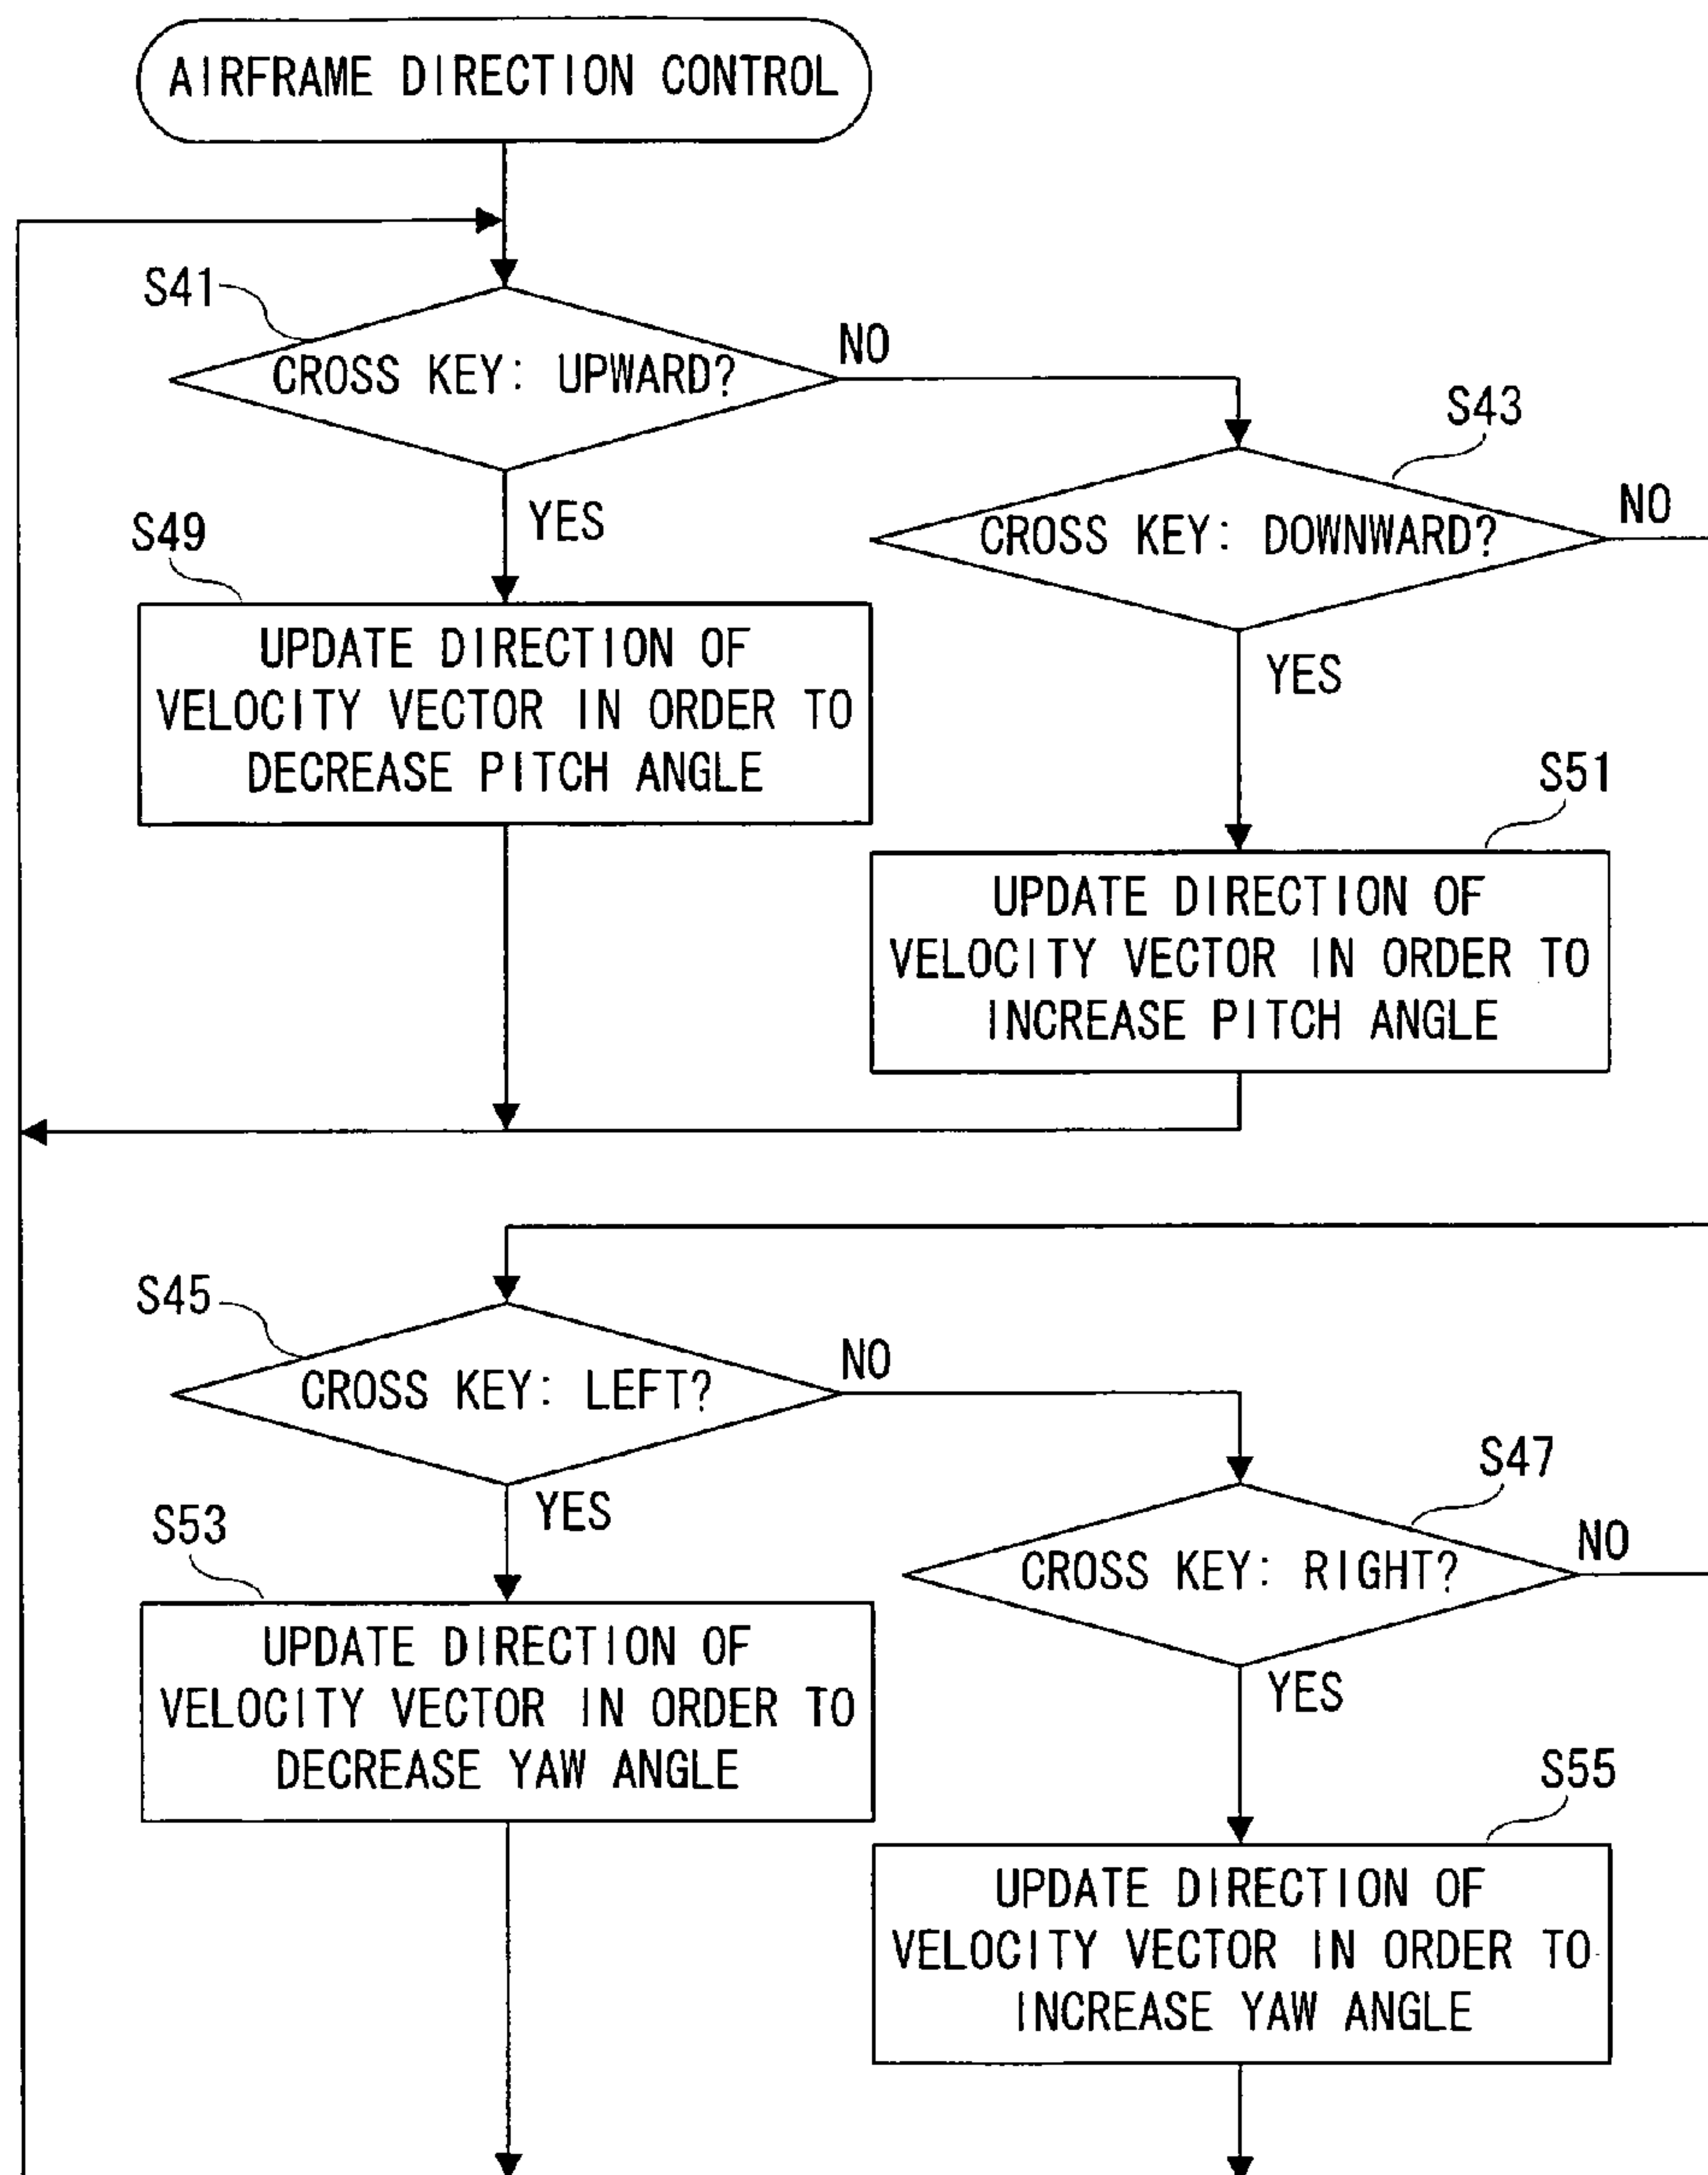 AIRFRAME DIRECTION CONTROL
S41
CROSS KEY: UPWARD?
NO
S43
CROSS KEY: DOWNWARD?
NO
YES
S49
UPDATE DIRECTION OF
VELOCITY VECTOR IN ORDER TO
DECREASE PITCH ANGLE
YES
S51
UPDATE DIRECTION OF
VELOCITY VECTOR IN ORDER TO
INCREASE PITCH ANGLE
S45
CROSS KEY: LEFT?
NO
S47
CROSS KEY: RIGHT?
NO
YES
S53
UPDATE DIRECTION OF
VELOCITY VECTOR IN ORDER TO
DECREASE YAW ANGLE
YES
S55
UPDATE DIRECTION OF
VELOCITY VECTOR IN ORDER TO
INCREASE YAW ANGLE